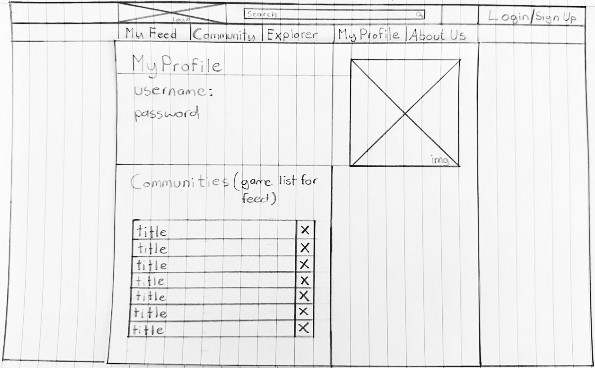 logo
Search
Login/Sign Up
My Feed
Community
Explorer
My Profile
About Us
My Profile
username:
password
img
Communities (game list for
feed)
title X
title X
title X
title X
title X
title X
title X